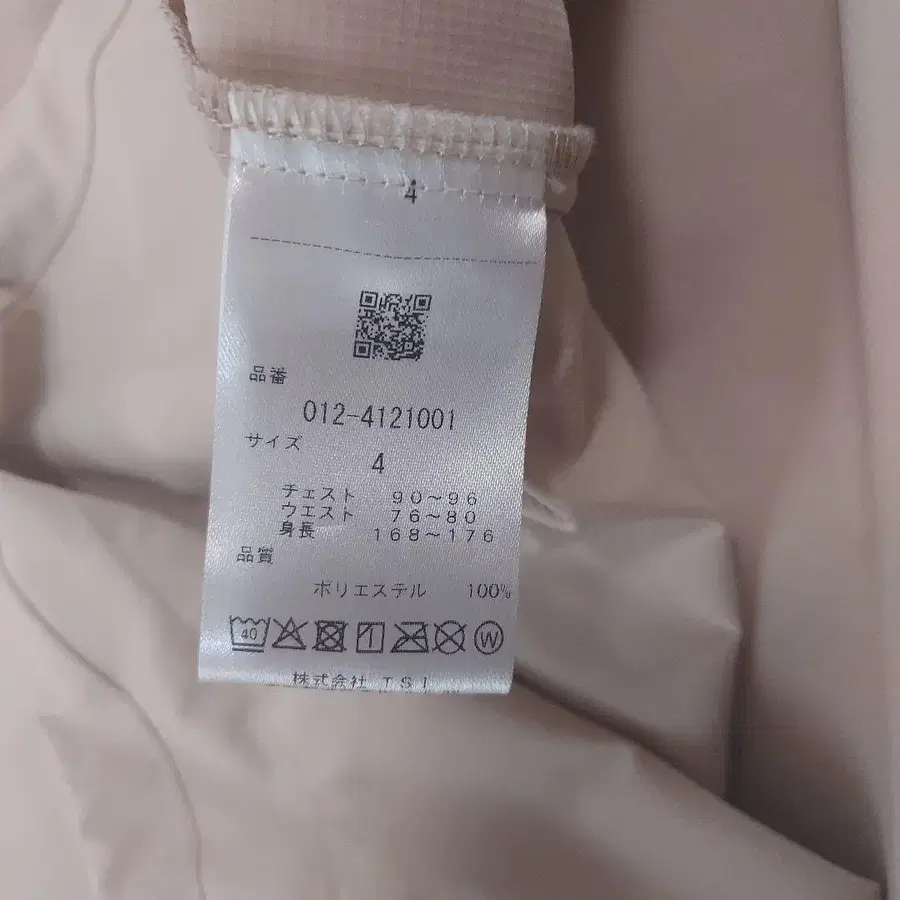 4
品番
012-4121001
サイズ
4
チェスト 90~96
ウエスト 76~80
身長 168~176
品質
ポリエステル 100%
40 W
株式会社 TSI